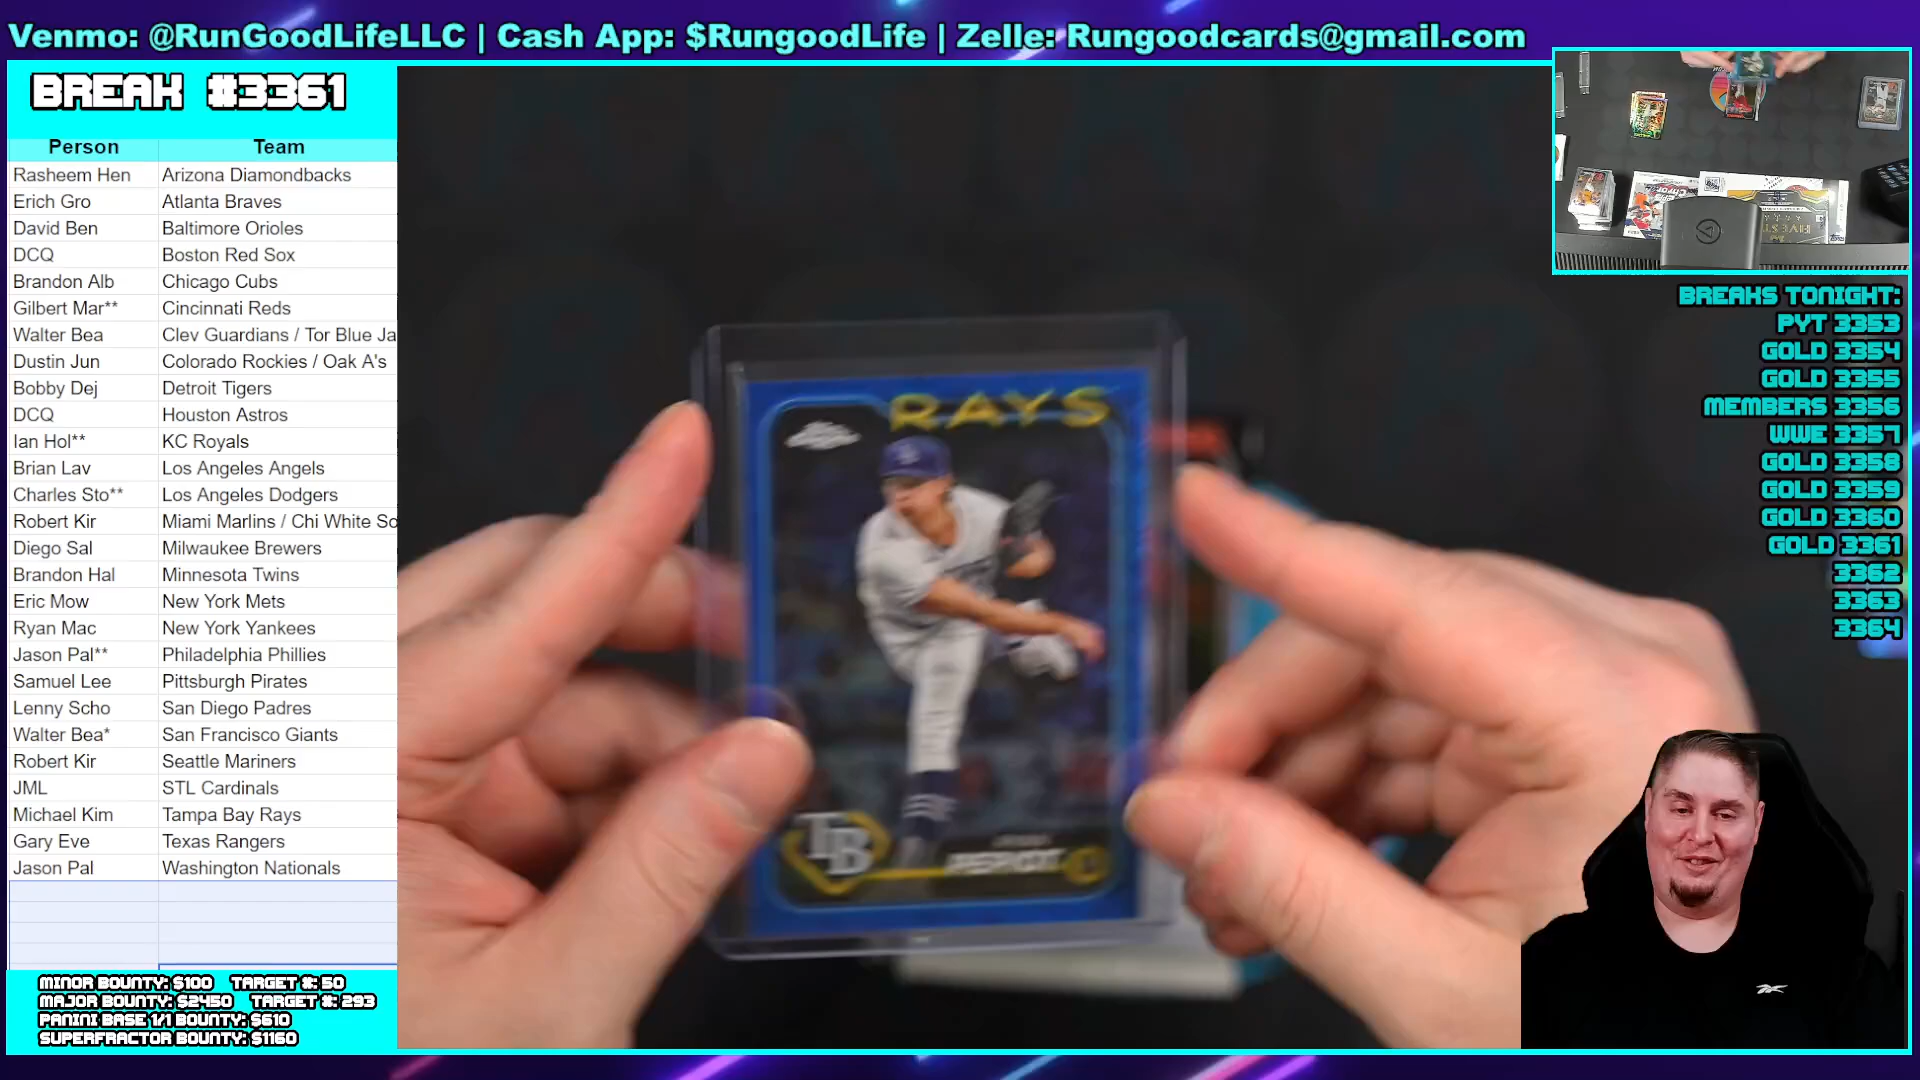 Venmo: @RunGoodLifeLLC | Cash App: $RungoodLife | Zelle: Rungoodcards@gmail.com
BREAK #3361
Person Team
Rasheem Hen Arizona Diamondbacks
Erich Gro Atlanta Braves
David Ben Baltimore Orioles
DCQ Boston Red Sox
Brandon Alb Chicago Cubs
Gilbert Mar** Cincinnati Reds
Walter Bea Clev Guardians / Tor Blue Ja
Dustin Jun Colorado Rockies / Oak A's
Bobby Dej Detroit Tigers
DCQ Houston Astros
Ian Hol** KC Royals
Brian Lav Los Angeles Angels
Charles Sto** Los Angeles Dodgers
Robert Kir Miami Marlins / Chi White So
Diego Sal Milwaukee Brewers
Brandon Hal Minnesota Twins
Eric Mow New York Mets
Ryan Mac New York Yankees
Jason Pal** Philadelphia Phillies
Samuel Lee Pittsburgh Pirates
Lenny Scho San Diego Padres
Walter Bea* San Francisco Giants
Robert Kir Seattle Mariners
JML STL Cardinals
Michael Kim Tampa Bay Rays
Gary Eve Texas Rangers
Jason Pal Washington Nationals
MINOR BOUNTY: $100 TARGET #: 50
MAJOR BOUNTY: $2450 TARGET #: 293
PANINI BASE 1/1 BOUNTY: $610
SUPERFRACTOR BOUNTY: $1160
RAYS
TB
PEPIOT
BREAKS TONIGHT:
PYT 3353
GOLD 3354
GOLD 3355
MEMBERS 3356
WWE 3357
GOLD 3358
GOLD 3359
GOLD 3360
GOLD 3361
3362
3363
3364